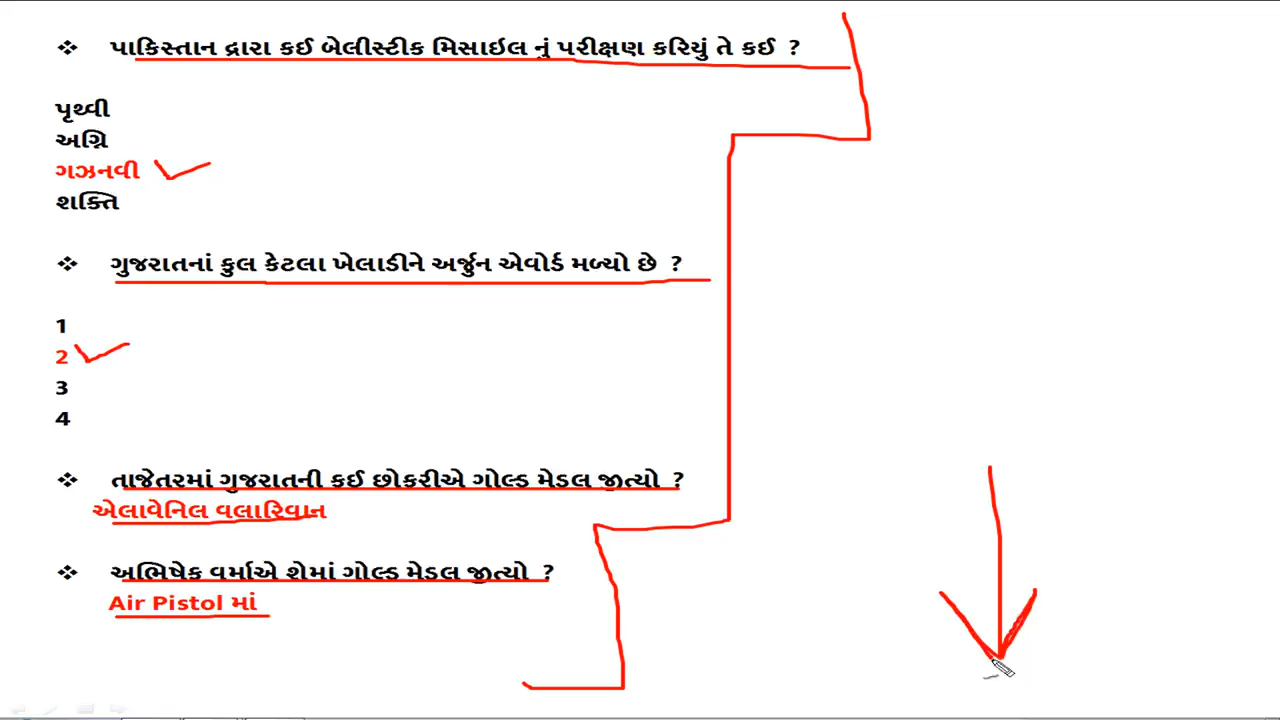 ❖ પાકિસ્તાન દ્રારા કઈ બેલીસ્ટીક મિસાઇલ નું પરીક્ષણ કરિયું તે કઈ ?
પૃથ્વી
અગ્નિ
ગઝનવી
શક્તિ
❖ ગુજરાતનાં કુલ કેટલા ખેલાડીને અર્જુન એવોર્ડ મળ્યો છે ?
1
2
3
4
❖ તાજેતરમાં ગુજરાતની કઈ છોકરીએ ગોલ્ડ મેડલ જીત્યો ?
એલાવેનિલ વલારિવાન
❖ અભિષેક વર્માએ શેમાં ગોલ્ડ મેડલ જીત્યો ?
Air Pistol માં